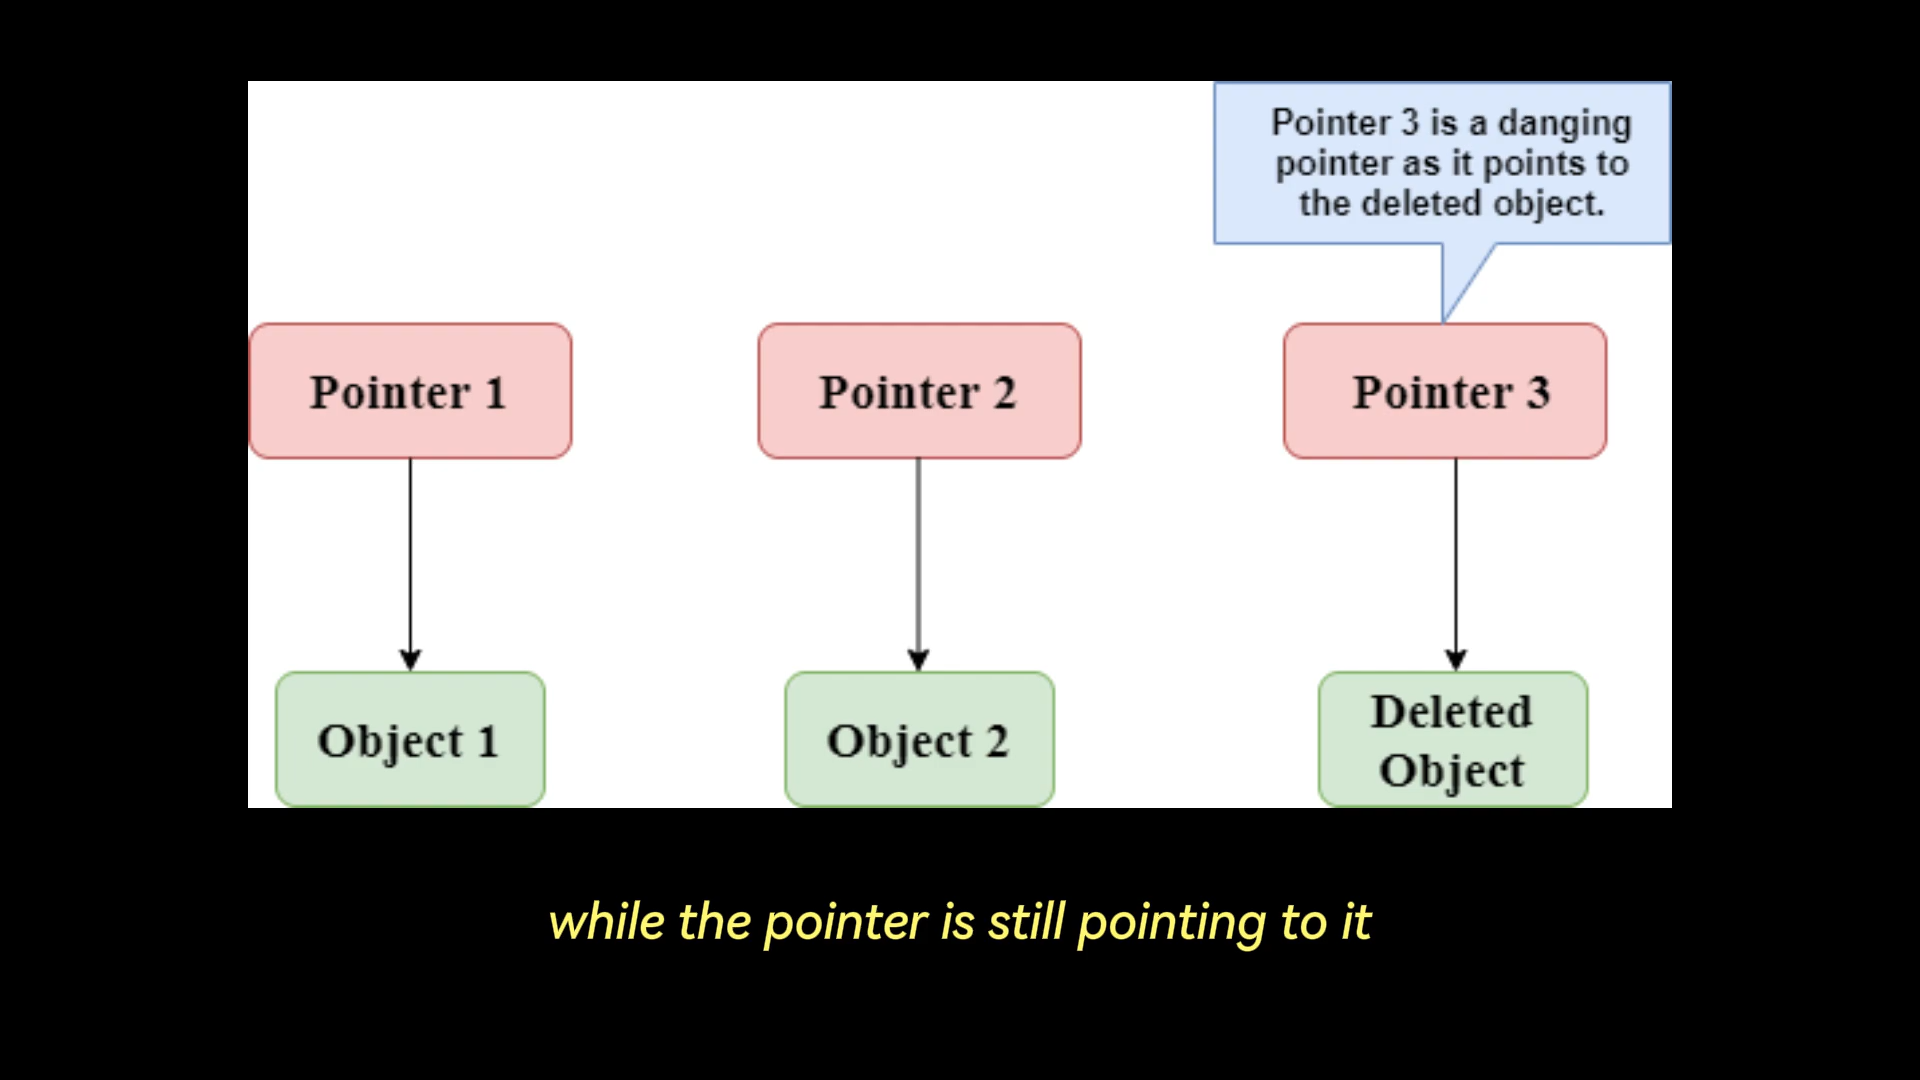 Pointer 3 is a danging
pointer as it points to
the deleted object.
Pointer 1
Pointer 2
Pointer 3
Object 1
Object 2
Deleted
Object
while the pointer is still pointing to it